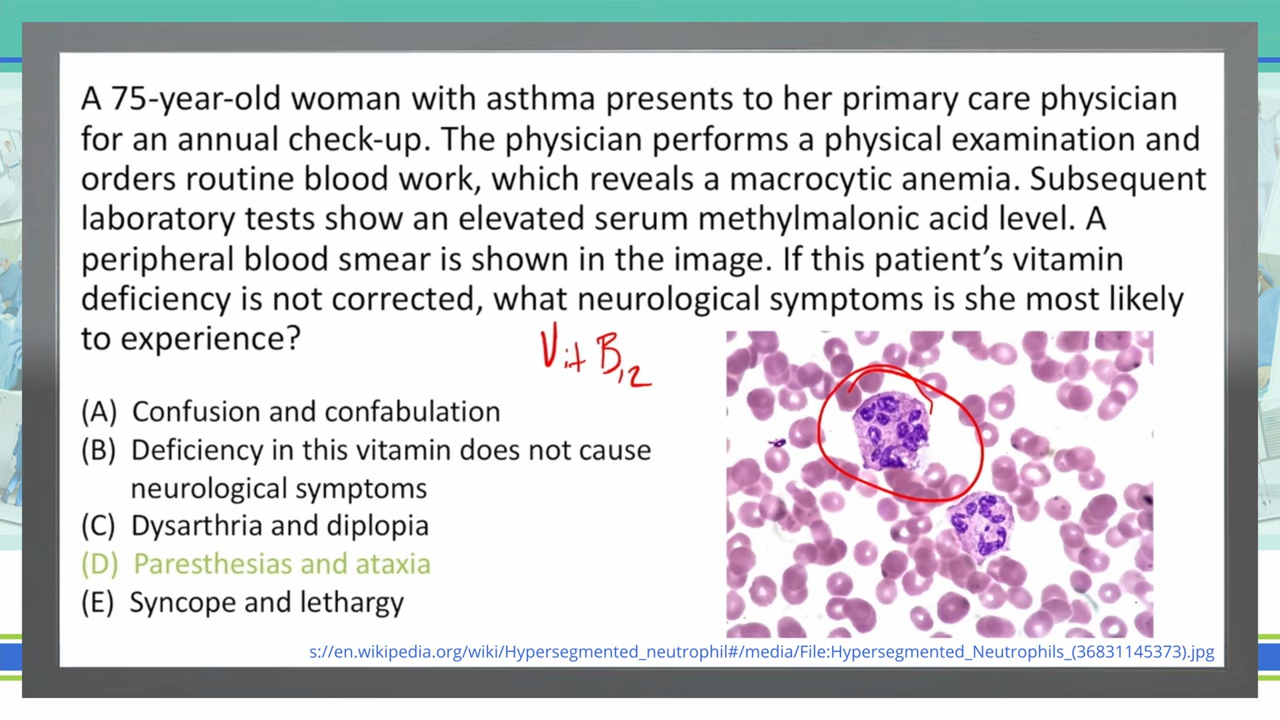 A 75-year-old woman with asthma presents to her primary care physician
for an annual check-up. The physician performs a physical examination and
orders routine blood work, which reveals a macrocytic anemia. Subsequent
laboratory tests show an elevated serum methylmalonic acid level. A
peripheral blood smear is shown in the image. If this patient’s vitamin
deficiency is not corrected, what neurological symptoms is she most likely
to experience?
Vit B12
(A) Confusion and confabulation
(B) Deficiency in this vitamin does not cause
neurological symptoms
(C) Dysarthria and diplopia
(D) Paresthesias and ataxia
(E) Syncope and lethargy
s://en.wikipedia.org/wiki/Hypersegmented_neutrophil#/media/File:Hypersegmented_Neutrophils_(36831145373).jpg